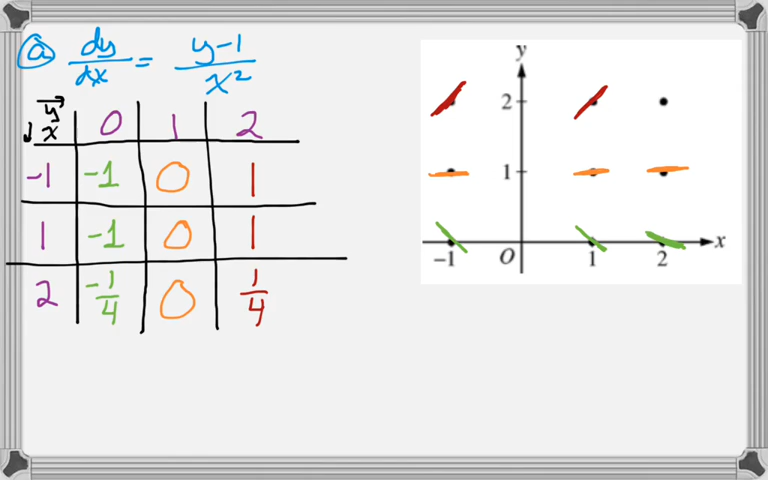 ⓐ dy/dx = y-1/x²
y → x ↓ 0 1 2
-1 -1 0 1
1 -1 0 1
2 -1/4 0 1/4
y
2
1
-1 O 1 2 x